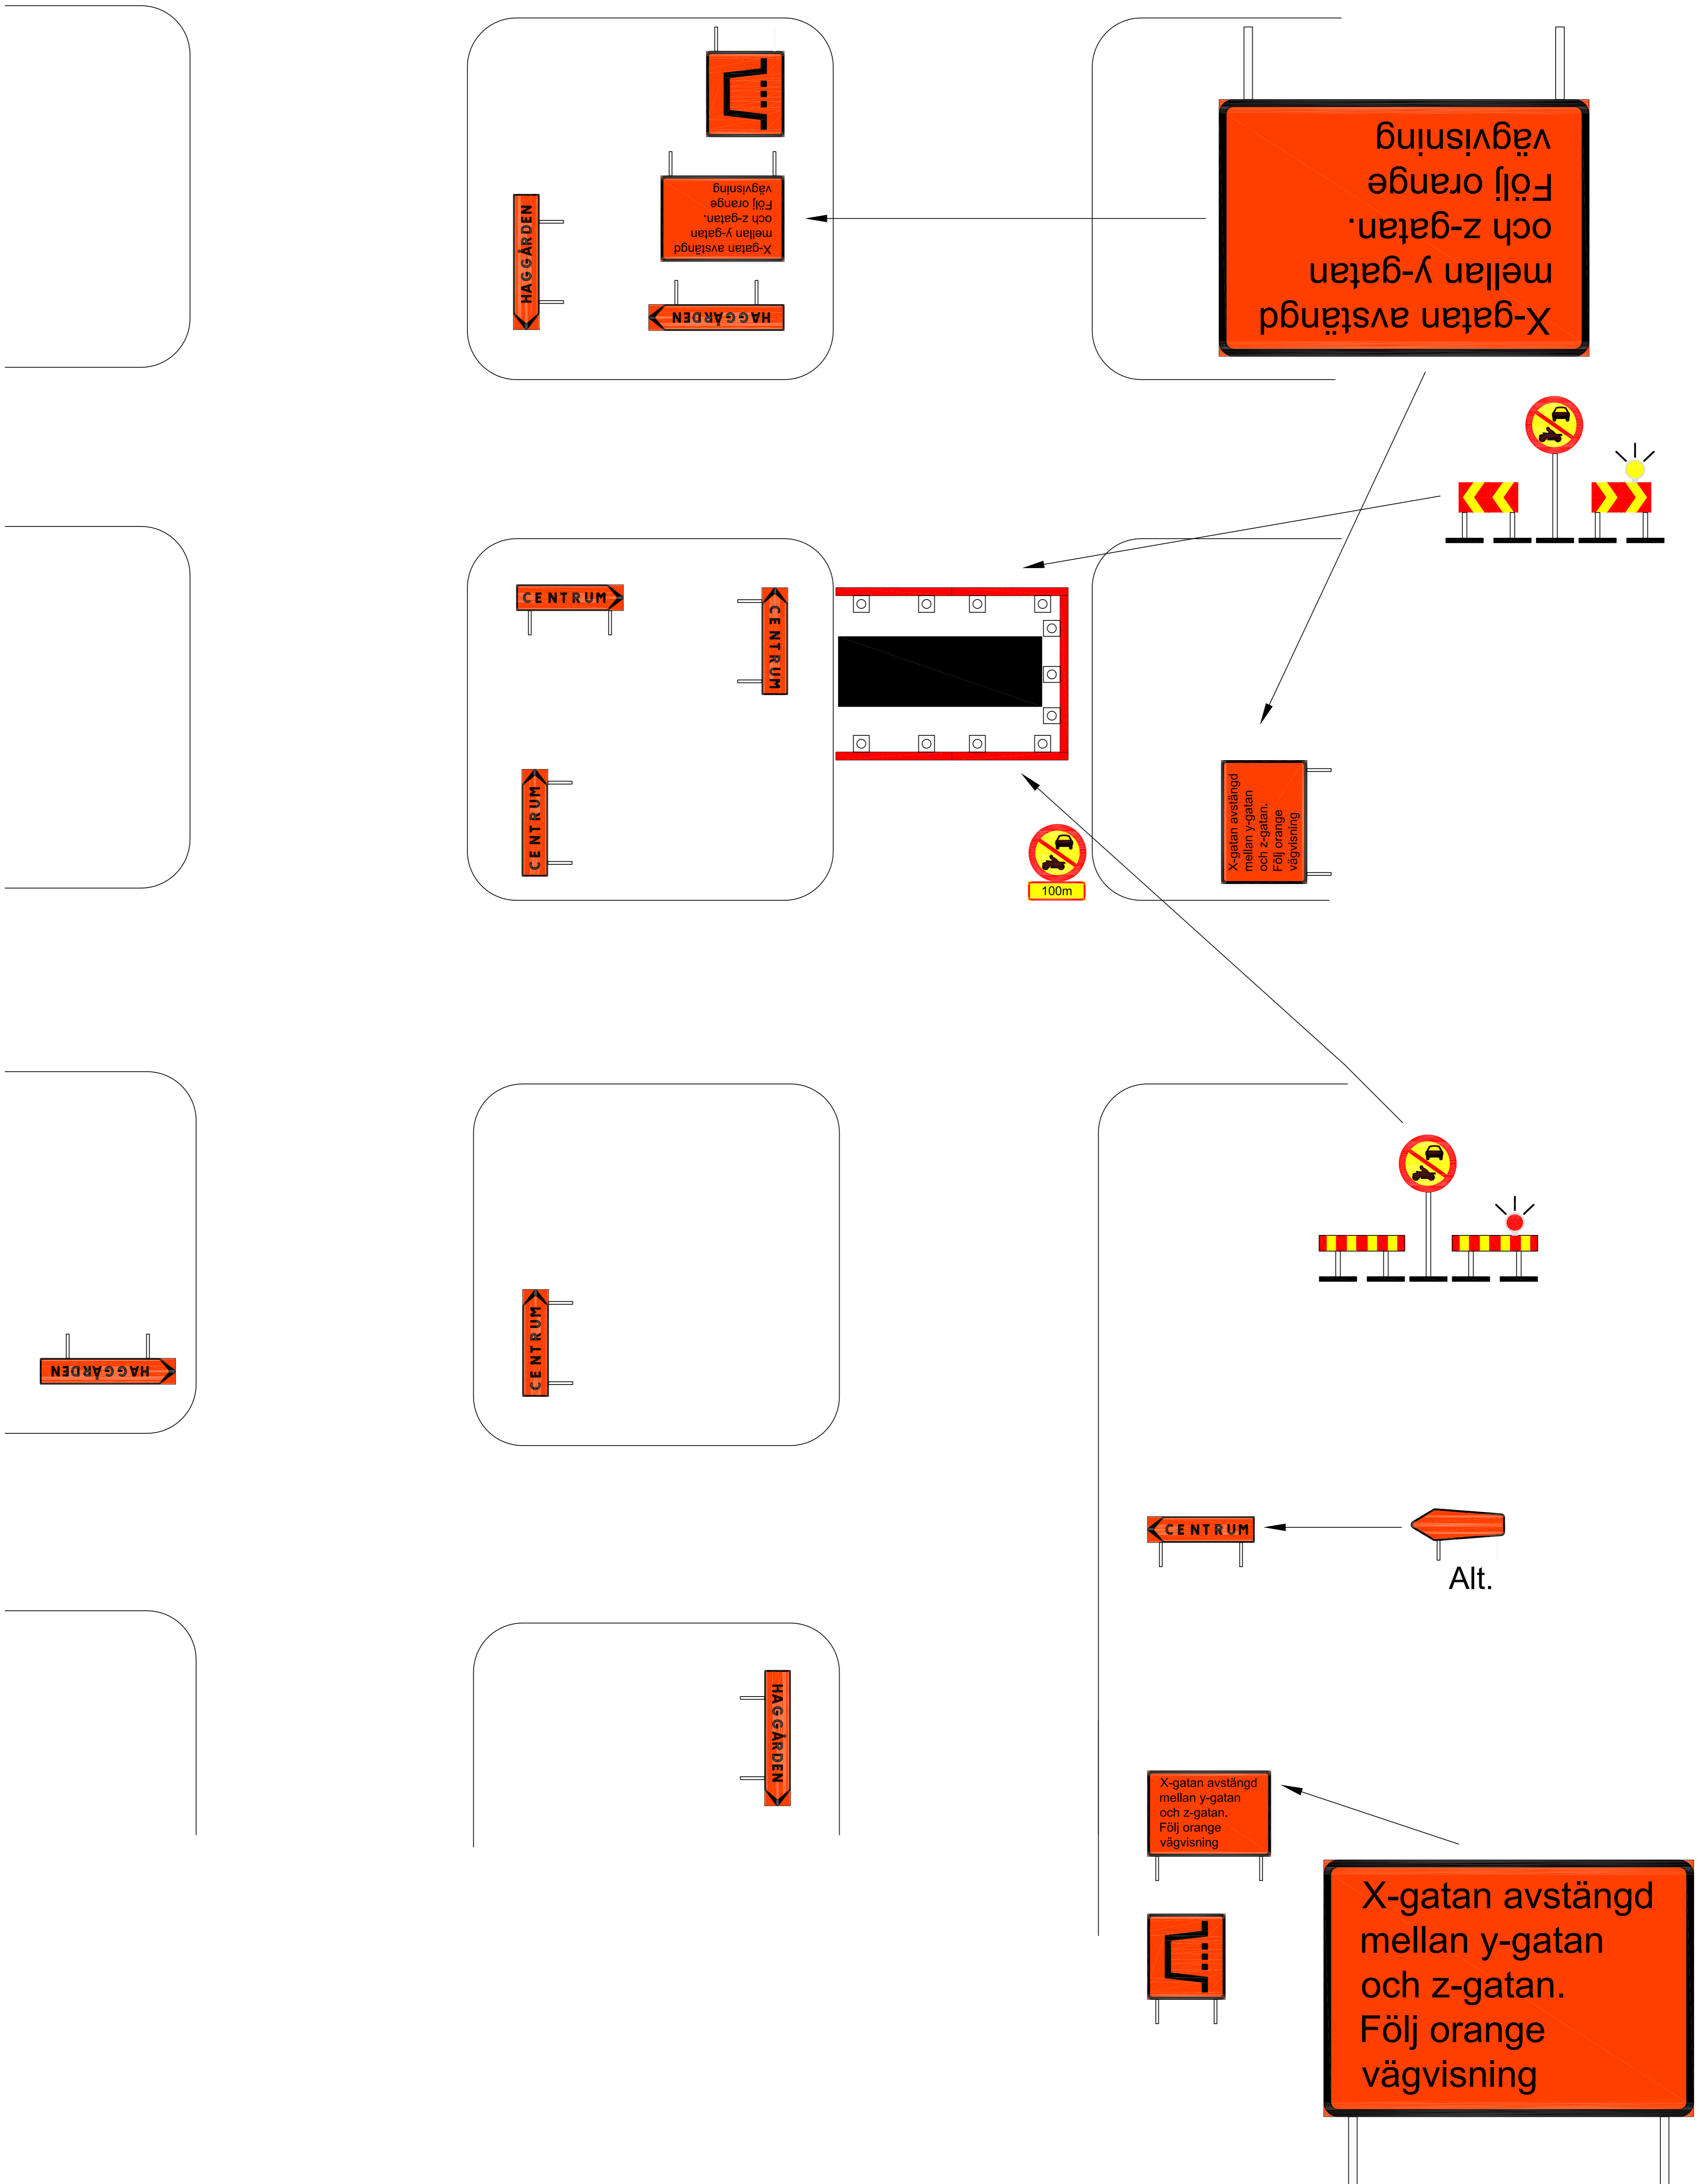 X-gatan avstängd
mellan y-gatan
och z-gatan.
Följ orange
vägvisning
X-gatan avstängd
mellan y-gatan
och z-gatan.
Följ orange
vägvisning
HAGGÅRDEN
HAGGÅRDEN
CENTRUM
CENTRUM
CENTRUM
X-gatan avstängd
mellan y-gatan
och z-gatan.
Följ orange
vägvisning
100m
CENTRUM
HAGGÅRDEN
CENTRUM
Alt.
HAGGÅRDEN
X-gatan avstängd
mellan y-gatan
och z-gatan.
Följ orange
vägvisning
X-gatan avstängd
mellan y-gatan
och z-gatan.
Följ orange
vägvisning